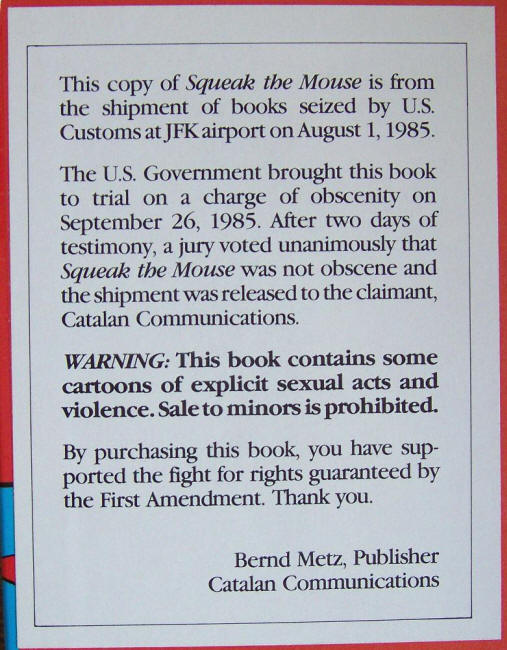 This copy of Squeak the Mouse is from
the shipment of books seized by U.S.
Customs at JFK airport on August 1, 1985.
The U.S. Government brought this book
to trial on a charge of obscenity on
September 26, 1985. After two days of
testimony, a jury voted unanimously that
Squeak the Mouse was not obscene and
the shipment was released to the claimant,
Catalan Communications.
WARNING: This book contains some
cartoons of explicit sexual acts and
violence. Sale to minors is prohibited.
By purchasing this book, you have sup-
ported the fight for rights guaranteed by
the First Amendment. Thank you.
Bernd Metz, Publisher
Catalan Communications